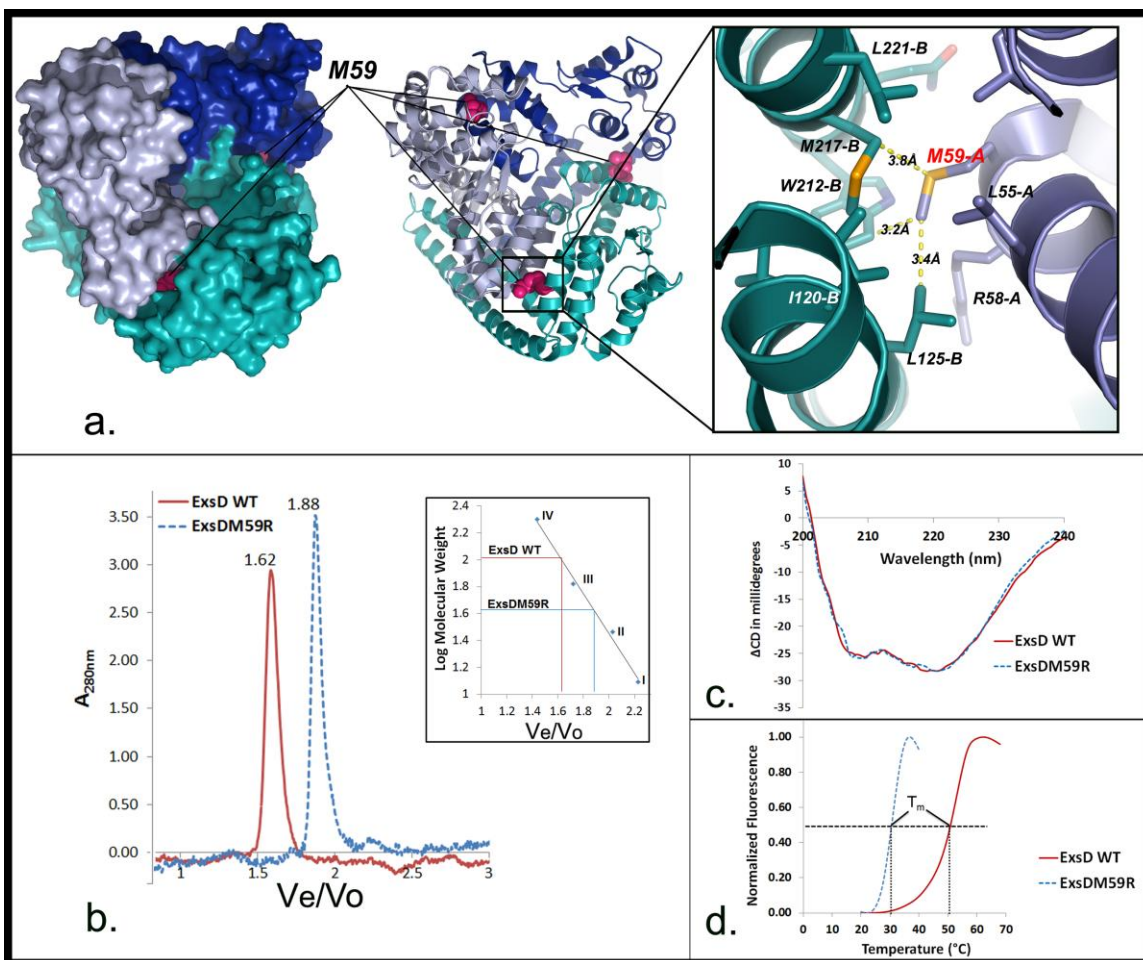 M59
L221-B
M217-B
3.8Å
M59-A
W212-B
L55-A
3.2Å
3.4Å
I120-B
R58-A
L125-B
a.
ExsD WT
ExsDM59R
1.88
1.62
3.50
3.00
2.50
2.00
1.50
1.00
0.50
0.00
A280nm
1
1.5
2
2.5
3
Ve/Vo
b.
2.4
2.2
2
1.8
1.6
1.4
1.2
1
Log Molecular Weight
IV
ExsD WT
III
ExsDM59R
II
I
1 1.2 1.4 1.6 1.8 2 2.2
Ve/Vo
10
5
0
-5
-10
-15
-20
-25
-30
-35
ΔCD in millidegrees
200 210 220 230 240
Wavelength (nm)
ExsD WT
ExsDM59R
c.
1.00
0.80
0.60
0.40
0.20
0.00
Normalized Fluorescence
Tm
ExsD WT
ExsDM59R
0 10 20 30 40 50 60 70
Temperature (°C)
d.